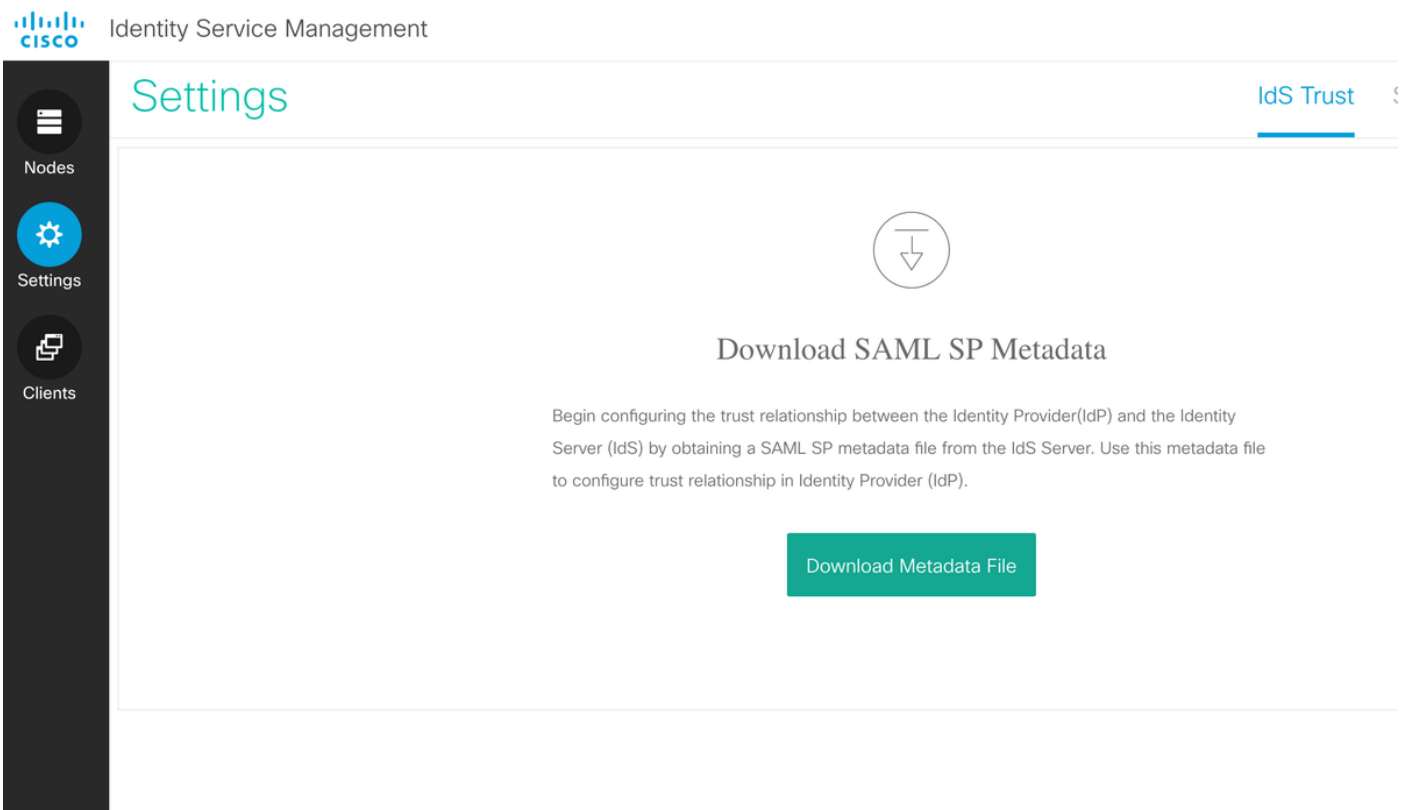 CISCO
Identity Service Management
Settings
IdS Trust
Nodes
Settings
Clients
Download SAML SP Metadata
Begin configuring the trust relationship between the Identity Provider(IdP) and the Identity
Server (IdS) by obtaining a SAML SP metadata file from the IdS Server. Use this metadata file
to configure trust relationship in Identity Provider (IdP).
Download Metadata File